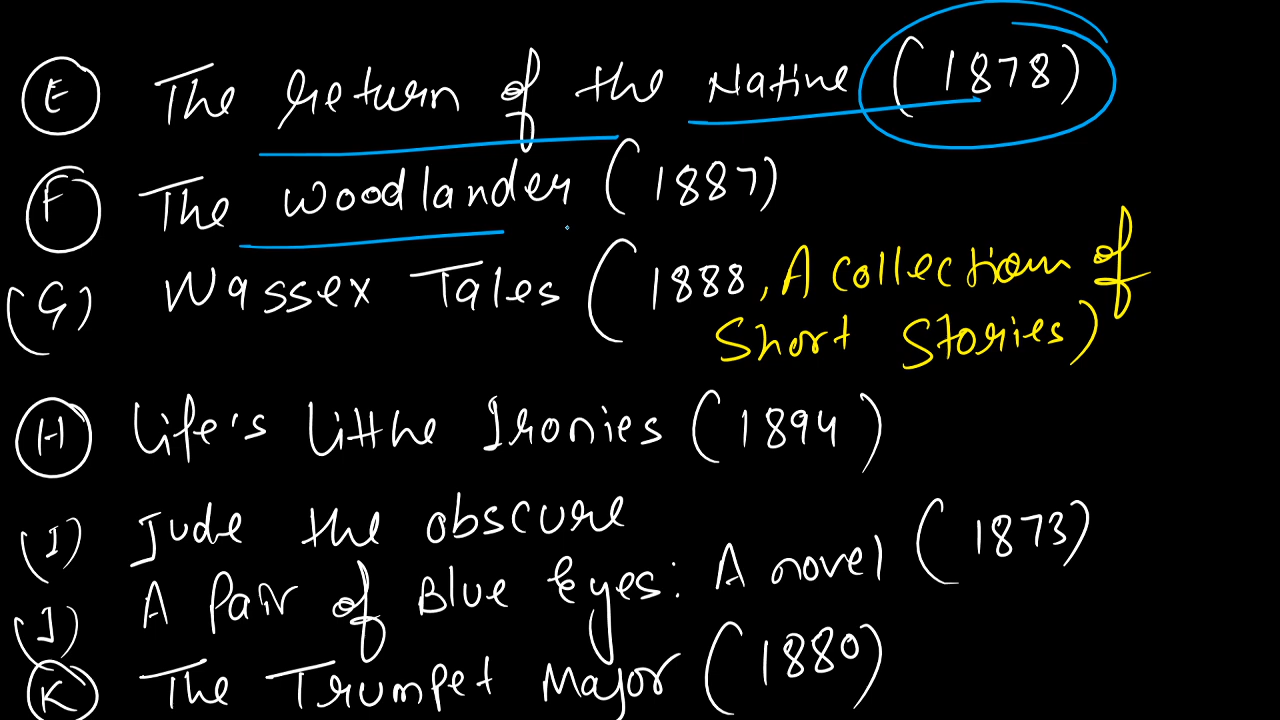 E The Return of the Native (1878)
F The Woodlander (1887)
(G) Wassex Tales (1888, A collection of
Short Stories)
H Life's Little Ironies (1894)
(I) Jude the obscure
(J) A Pair of Blue Eyes: A novel (1873)
K The Trumpet Major (1880)